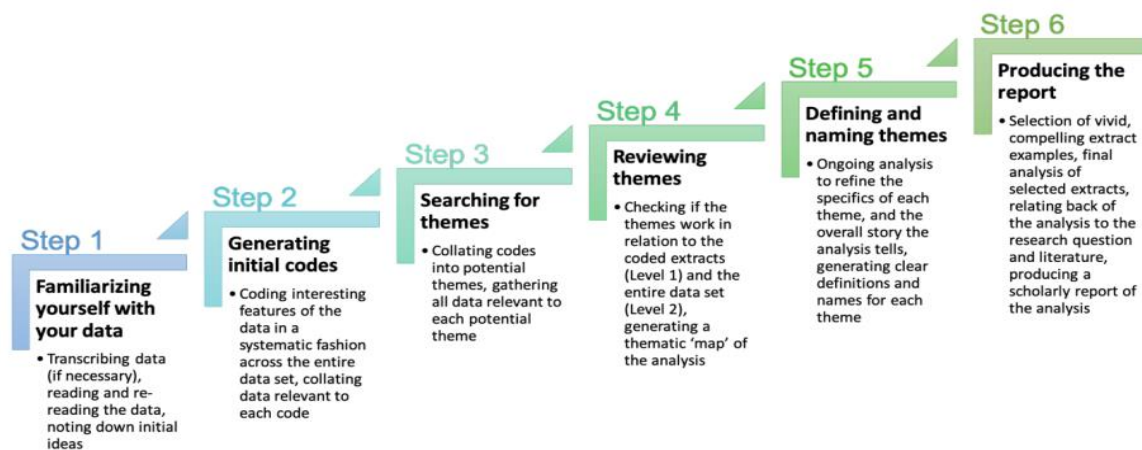 Step 1
Familiarizing
yourself with
your data
• Transcribing data
(if necessary),
reading and re-
reading the data,
noting down initial
ideas
Step 2
Generating
initial codes
• Coding interesting
features of the
data in a
systematic fashion
across the entire
data set, collating
data relevant to
each code
Step 3
Searching for
themes
• Collating codes
into potential
themes, gathering
all data relevant to
each potential
theme
Step 4
Reviewing
themes
• Checking if the
themes work in
relation to the
coded extracts
(Level 1) and the
entire data set
(Level 2),
generating a
thematic ‘map’ of
the analysis
Step 5
Defining and
naming themes
• Ongoing analysis
to refine the
specifics of each
theme, and the
overall story the
analysis tells,
generating clear
definitions and
names for each
theme
Step 6
Producing the
report
• Selection of vivid,
compelling extract
examples, final
analysis of
selected extracts,
relating back of
the analysis to the
research question
and literature,
producing a
scholarly report of
the analysis